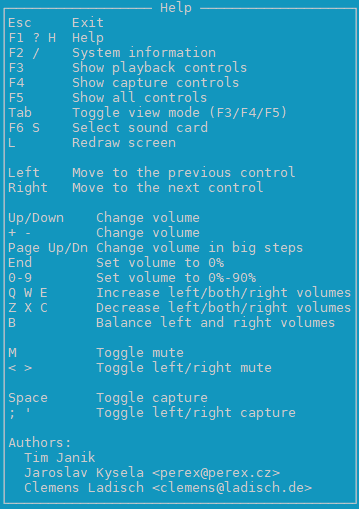 Help
Esc     Exit
F1 ? H  Help
F2 /    System information
F3      Show playback controls
F4      Show capture controls
F5      Show all controls
Tab     Toggle view mode (F3/F4/F5)
F6 S    Select sound card
L       Redraw screen
Left    Move to the previous control
Right   Move to the next control
Up/Down    Change volume
+ -        Change volume
Page Up/Dn Change volume in big steps
End        Set volume to 0%
0-9        Set volume to 0%-90%
Q W E      Increase left/both/right volumes
Z X C      Decrease left/both/right volumes
B          Balance left and right volumes
M          Toggle mute
< >        Toggle left/right mute
Space      Toggle capture
; '        Toggle left/right capture
Authors:
  Tim Janik
  Jaroslav Kysela <perex@perex.cz>
  Clemens Ladisch <clemens@ladisch.de>